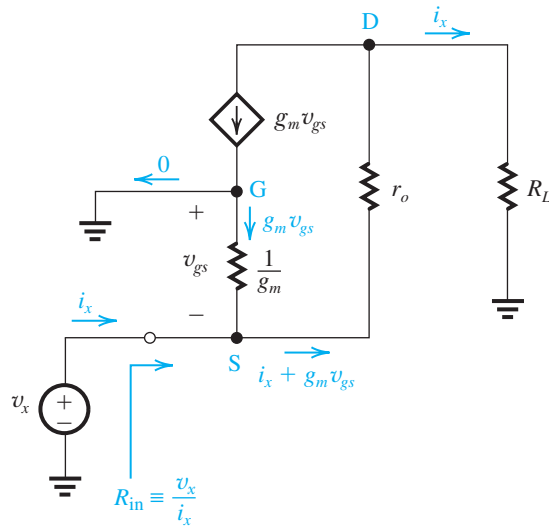 D
i_x
g_m v_gs
0
G
+
g_m v_gs
r_o
R_L
v_gs
1/g_m
i_x
−
S
i_x + g_m v_gs
v_x
+
−
R_in ≡ v_x/i_x